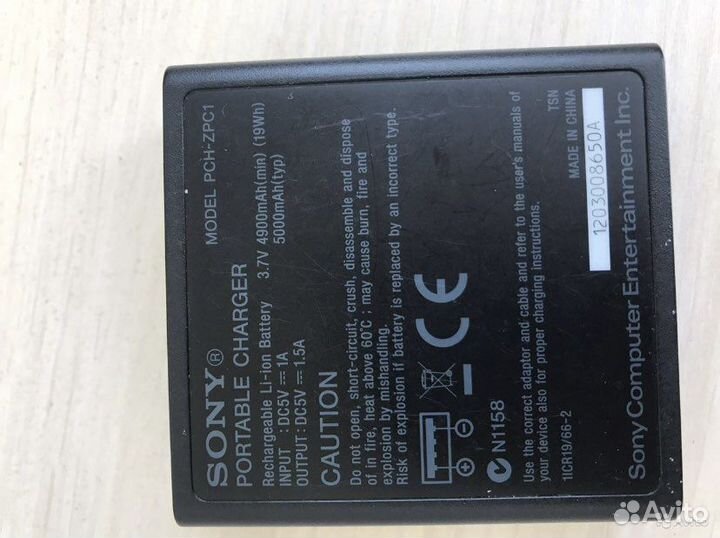 SONY®
PORTABLE CHARGER MODEL PCH-ZPC1
Rechargeable Li-ion Battery 3.7V 4900mAh(min) (19Wh)
INPUT : DC5V ⎓ 1A 5000mAh(typ)
OUTPUT : DC5V ⎓ 1.5A
CAUTION
Do not open, short-circuit, crush, disassemble and dispose
of in fire, heat above 60°C ; may cause burn, fire and
explosion by mishandling.
Risk of explosion if battery is replaced by an incorrect type.
CE
N1158
Use the correct adaptor and cable and refer to the user's manuals of
your device also for proper charging instructions.
1ICR19/66-2 TSN
MADE IN CHINA
1203008650A
Sony Computer Entertainment Inc.
Avito